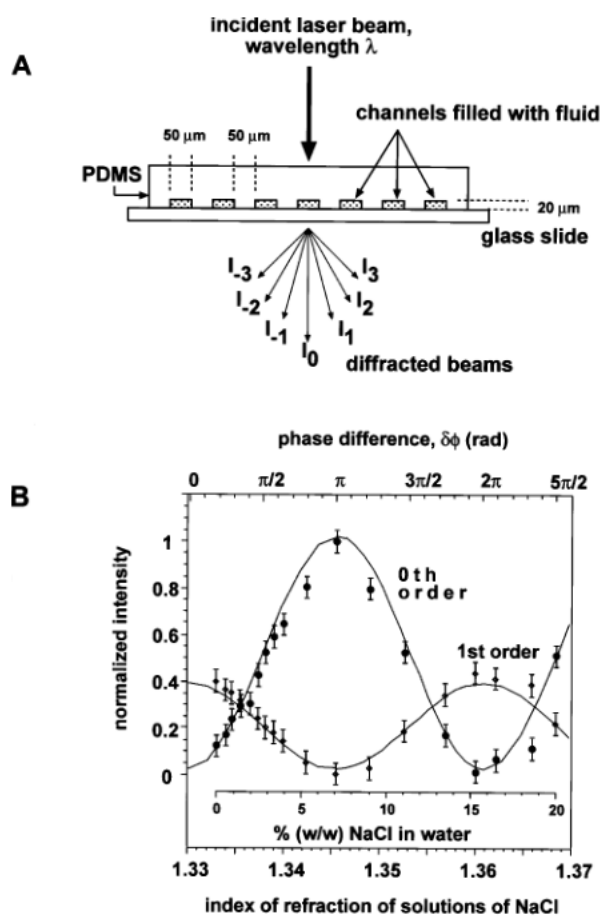 incident laser beam,
wavelength λ
A
channels filled with fluid
50 μm 50 μm
PDMS
20 μm
glass slide
I-3 I3
I-2 I2
I-1 I1
I0
diffracted beams
phase difference, δϕ (rad)
0 π/2 π 3π/2 2π 5π/2
B
1
0.8
0.6
0.4
0.2
0
normalized intensity
0th
order
1st order
0 5 10 15 20
% (w/w) NaCl in water
1.33 1.34 1.35 1.36 1.37
index of refraction of solutions of NaCl